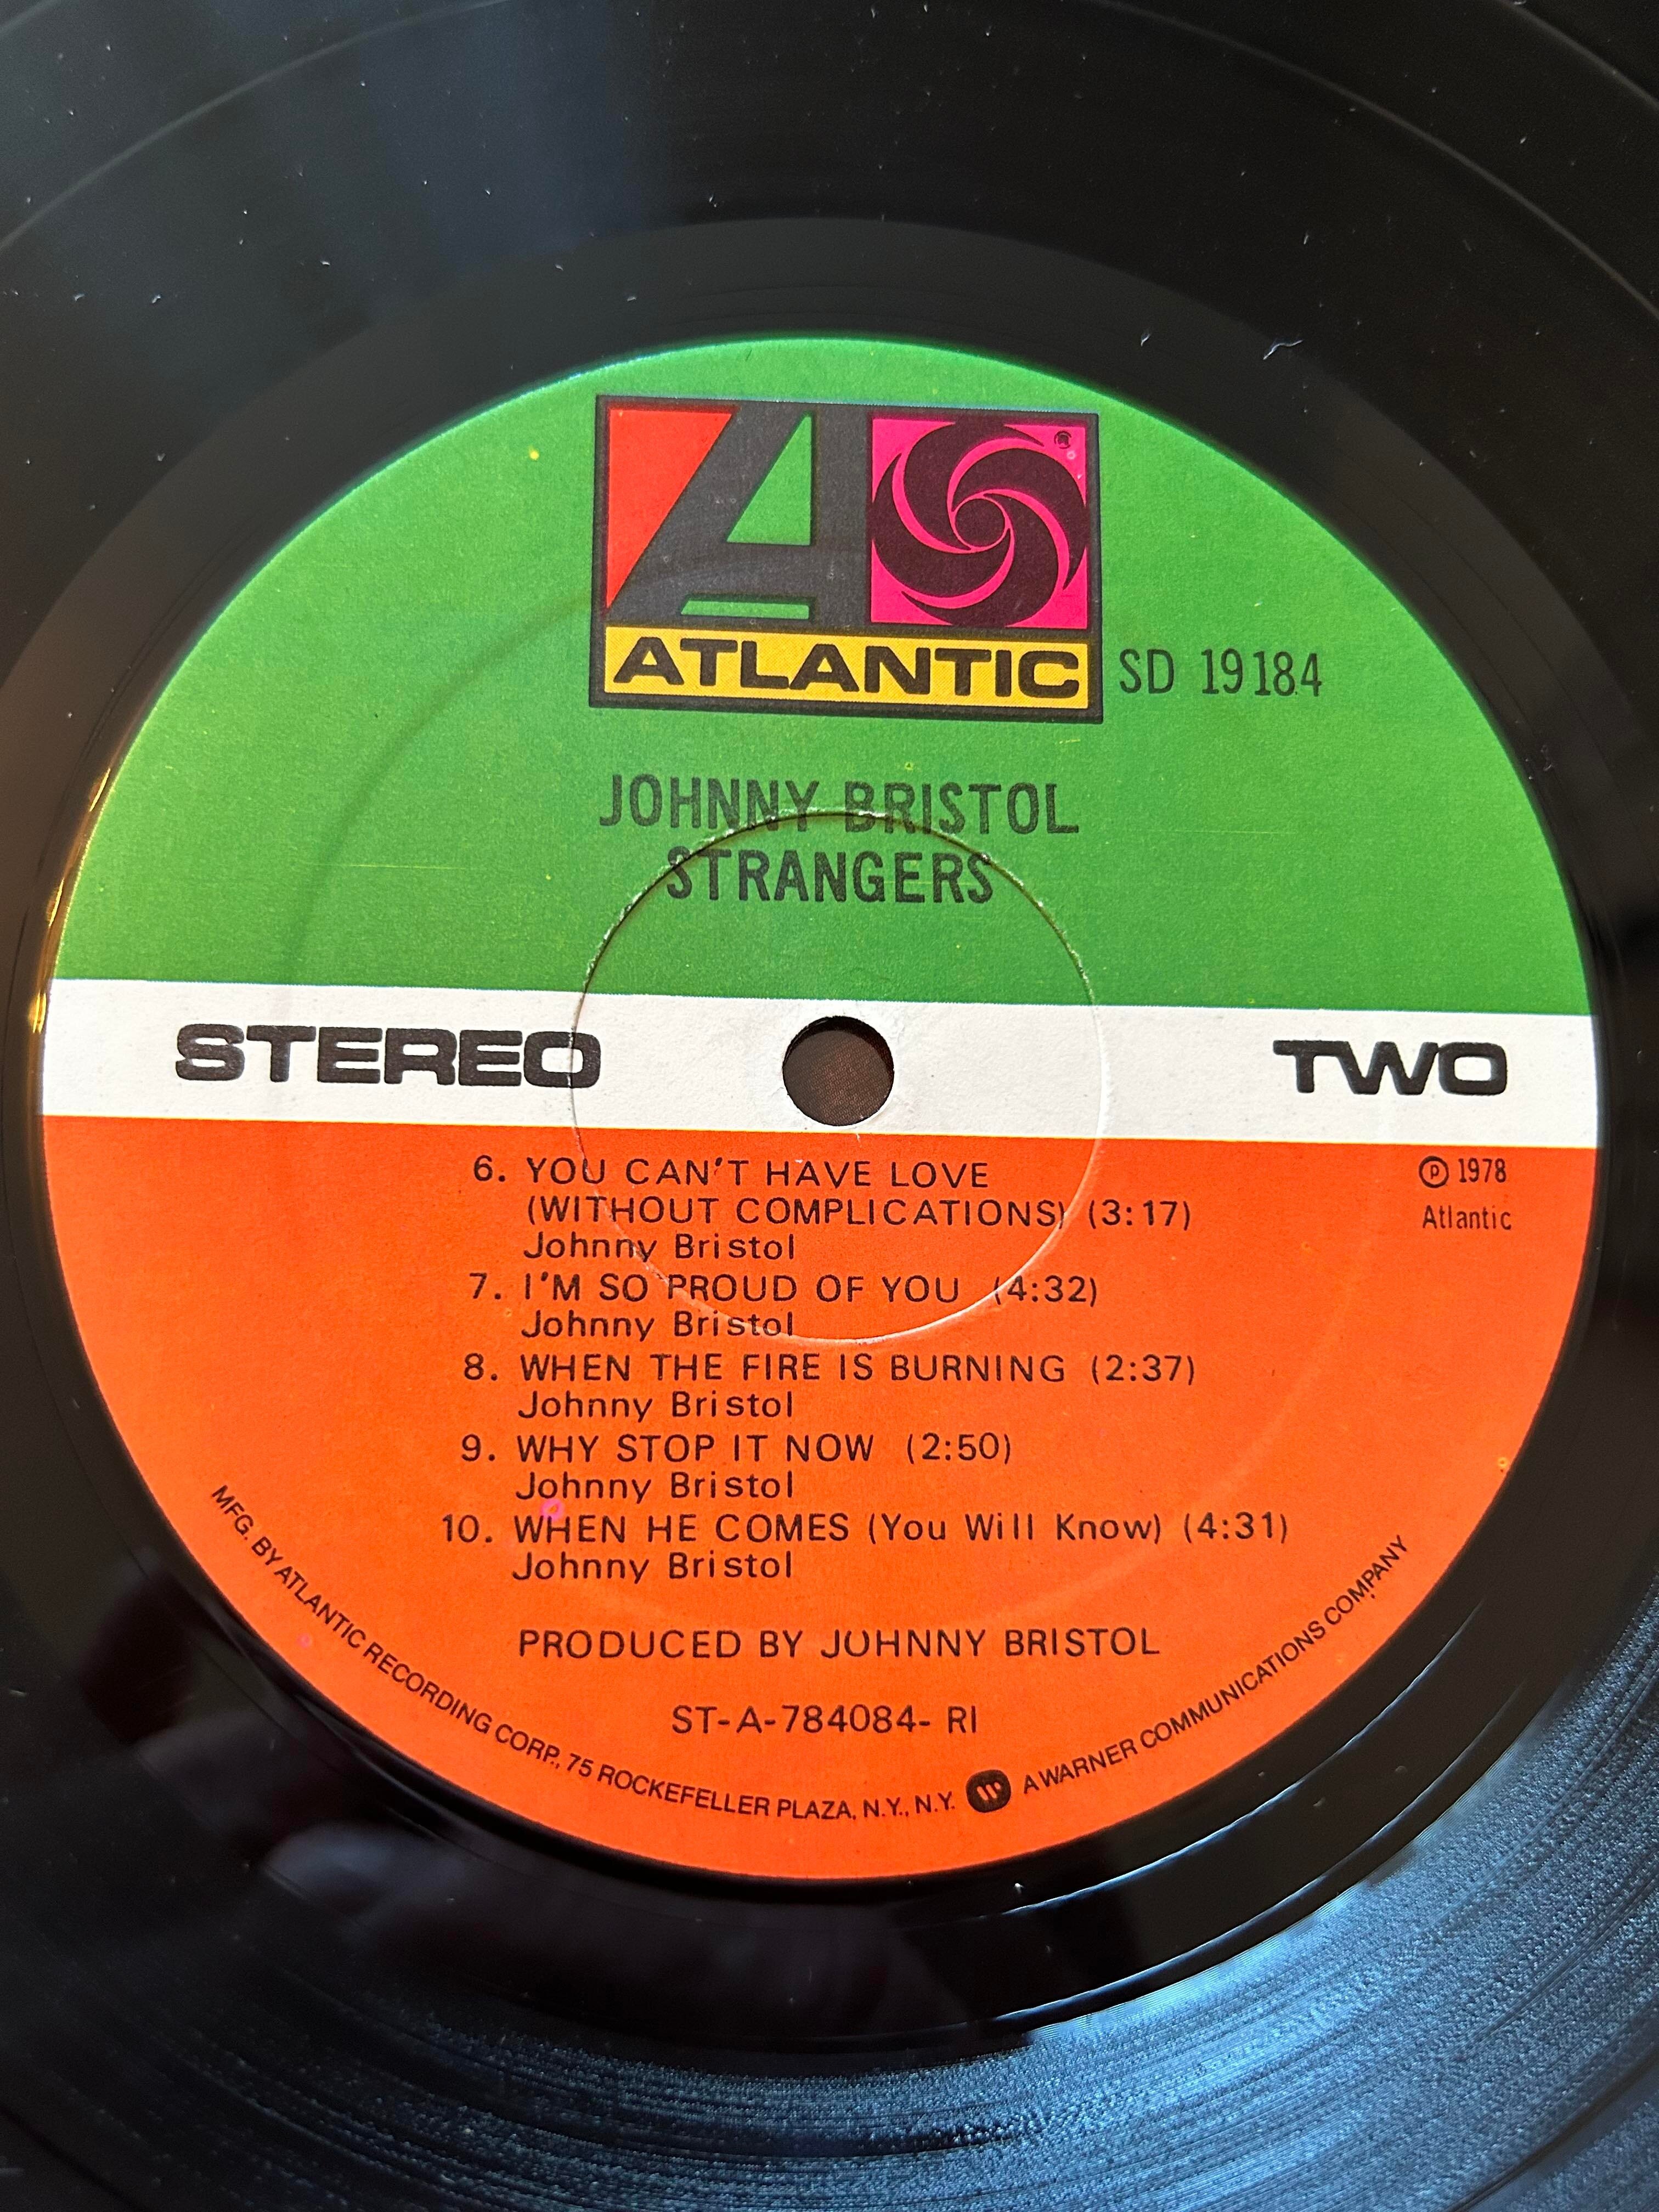 ATLANTIC
SD 19184
JOHNNY BRISTOL
STRANGERS
STEREO
TWO
6. YOU CAN'T HAVE LOVE
(WITHOUT COMPLICATIONS) (3:17)
Johnny Bristol
7. I'M SO PROUD OF YOU (4:32)
Johnny Bristol
8. WHEN THE FIRE IS BURNING (2:37)
Johnny Bristol
9. WHY STOP IT NOW (2:50)
Johnny Bristol
10. WHEN HE COMES (You Will Know) (4:31)
Johnny Bristol
℗ 1978
Atlantic
PRODUCED BY JOHNNY BRISTOL
ST-A-784084- RI
MFG. BY ATLANTIC RECORDING CORP., 75 ROCKEFELLER PLAZA, N.Y., N.Y. A WARNER COMMUNICATIONS COMPANY